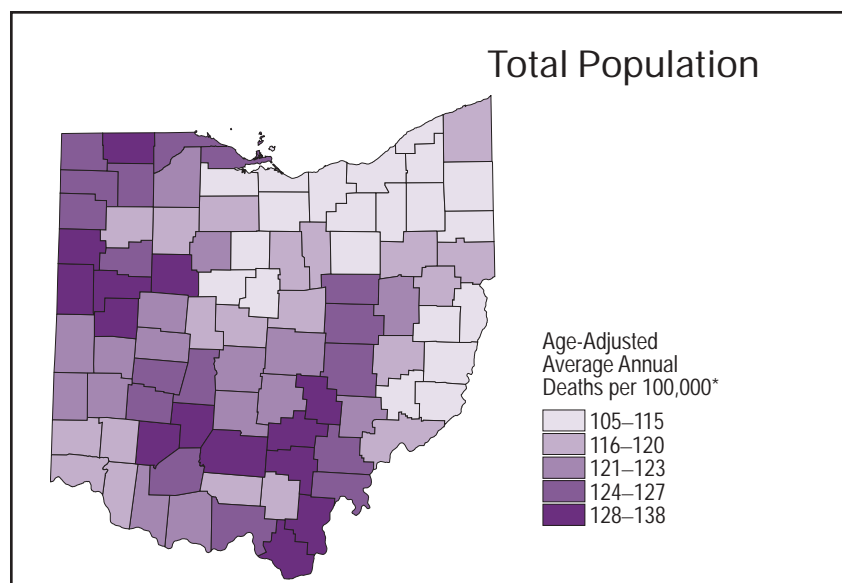 Total Population
Age-Adjusted
Average Annual
Deaths per 100,000*
105–115
116–120
121–123
124–127
128–138